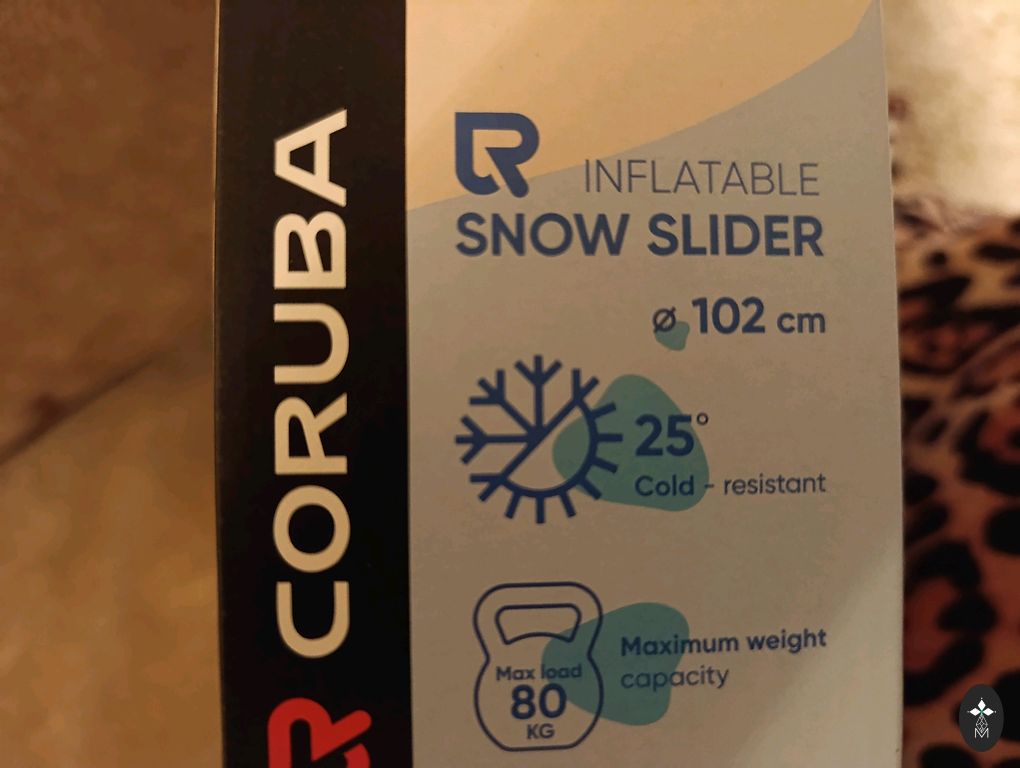 CORUBA
INFLATABLE
SNOW SLIDER
ø 102 cm
25°
Cold - resistant
Max load
80
KG
Maximum weight
capacity
M